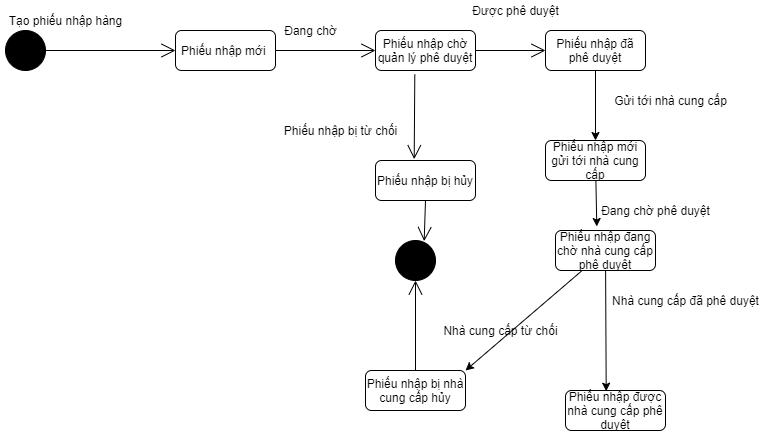 Được phê duyệt
Tạo phiếu nhập hàng
Đang chờ
Phiếu nhập mới
Phiếu nhập chờ
quản lý phê duyệt
Phiếu nhập đã
phê duyệt
Gửi tới nhà cung cấp
Phiếu nhập bị từ chối
Phiếu nhập mới
gửi tới nhà cung
cấp
Phiếu nhập bị hủy
Đang chờ phê duyệt
Phiếu nhập đang
chờ nhà cung cấp
phê duyệt
Nhà cung cấp đã phê duyệt
Nhà cung cấp từ chối
Phiếu nhập bị nhà
cung cấp hủy
Phiếu nhập được
nhà cung cấp phê
duyệt